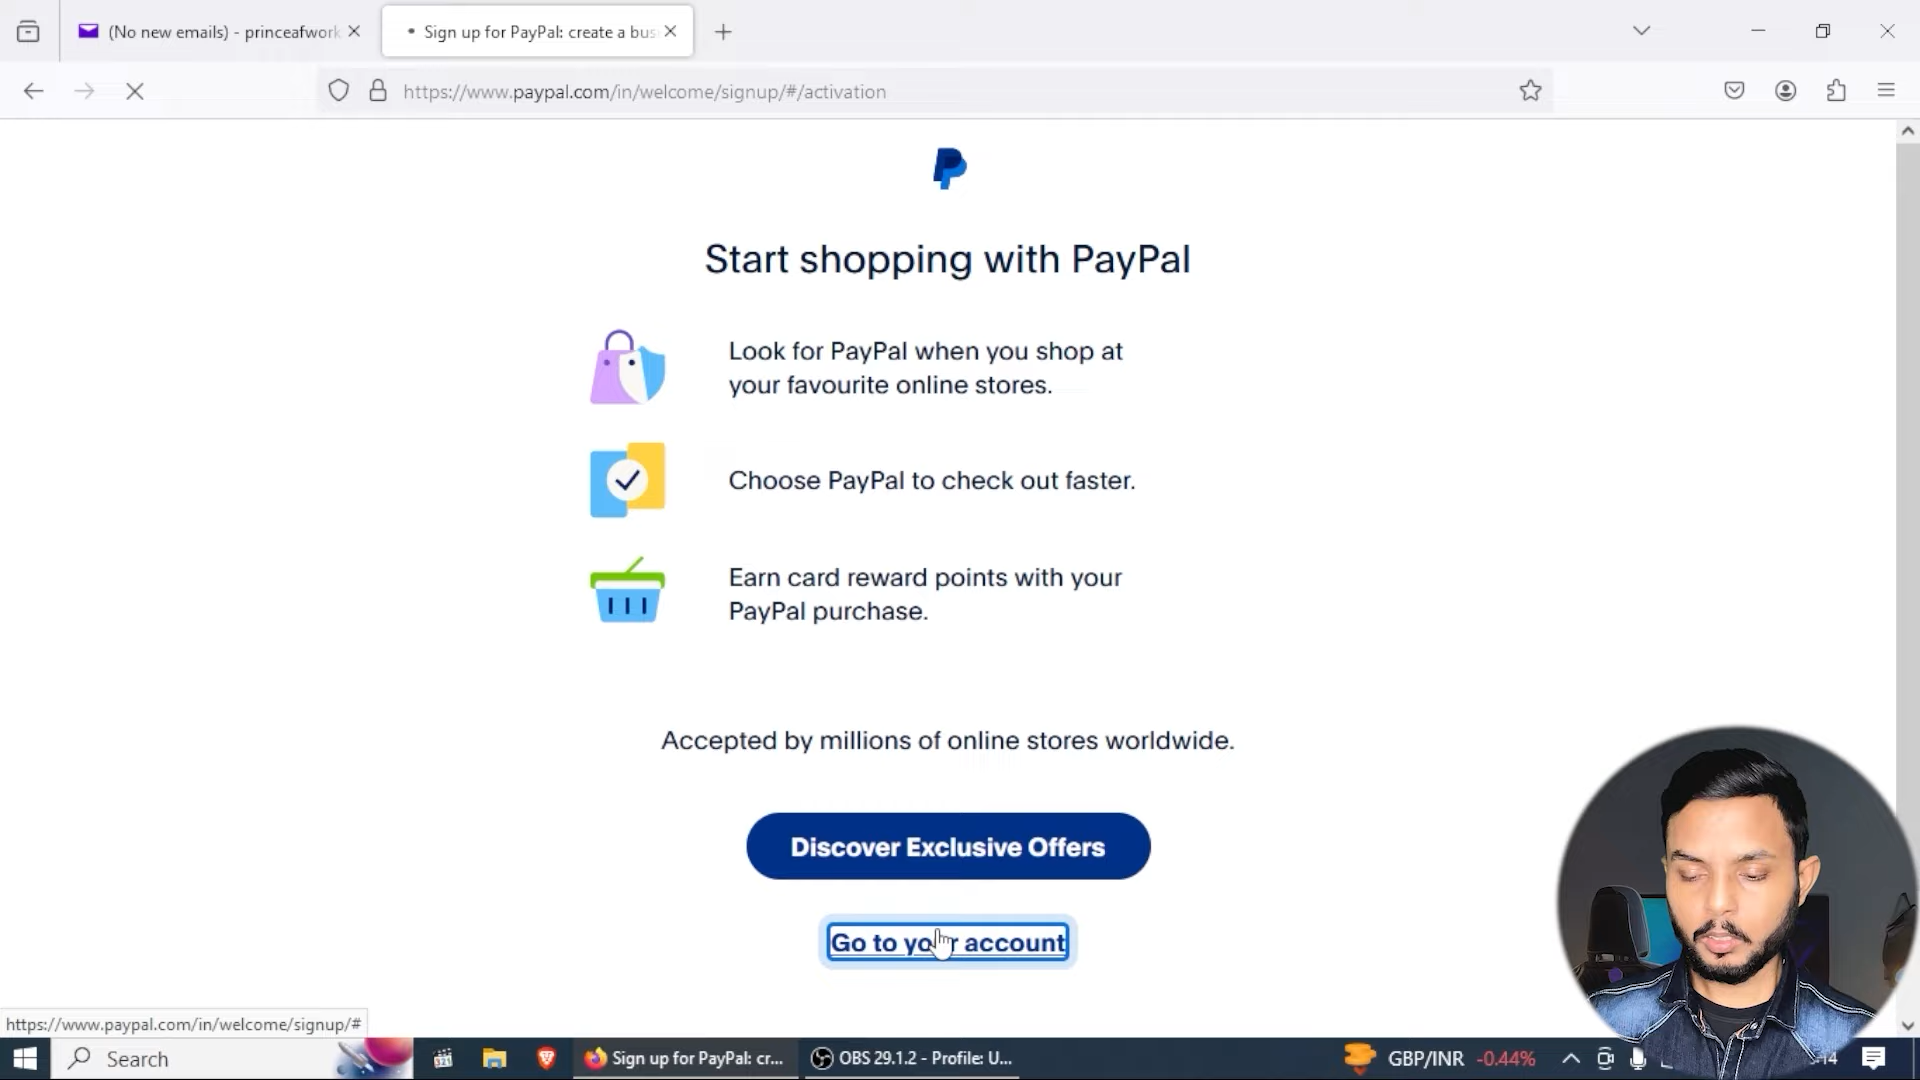 (No new emails) - princeafwork
Sign up for PayPal: create a bus
https://www.paypal.com/in/welcome/signup/#/activation
Start shopping with PayPal
Look for PayPal when you shop at
your favourite online stores.
Choose PayPal to check out faster.
Earn card reward points with your
PayPal purchase.
Accepted by millions of online stores worldwide.
Discover Exclusive Offers
Go to your account
https://www.paypal.com/in/welcome/signup/#
Search
Sign up for PayPal: cr...
OBS 29.1.2 - Profile: U...
GBP/INR -0.44%